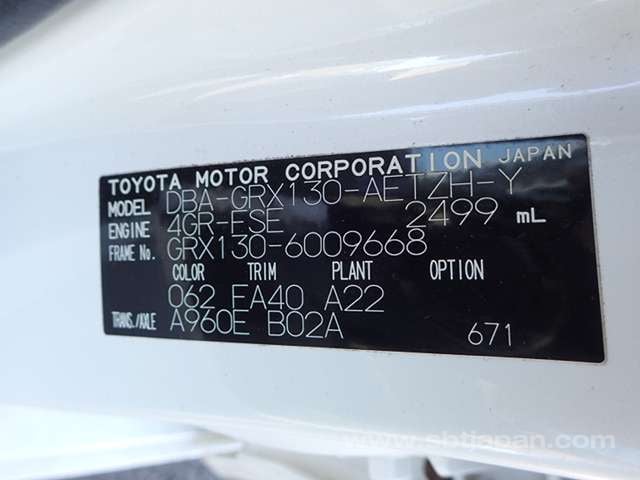 TOYOTA MOTOR CORPORATION JAPAN
MODEL DBA-GRX130-AETZH-Y
ENGINE 4GR-FSE 2499 mL
FRAME No. GRX130-6009668
COLOR TRIM PLANT OPTION
062 FA40 A22
TRANS./AXLE A960E B02A 671
www.sbtjapan.com